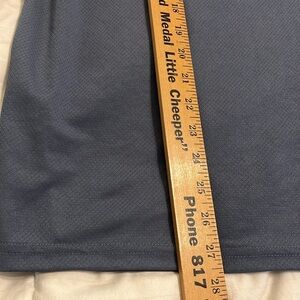 d Medal Little Cheeper"
Phone 817
18 19 20 21 22 23 24 25 26 27 28